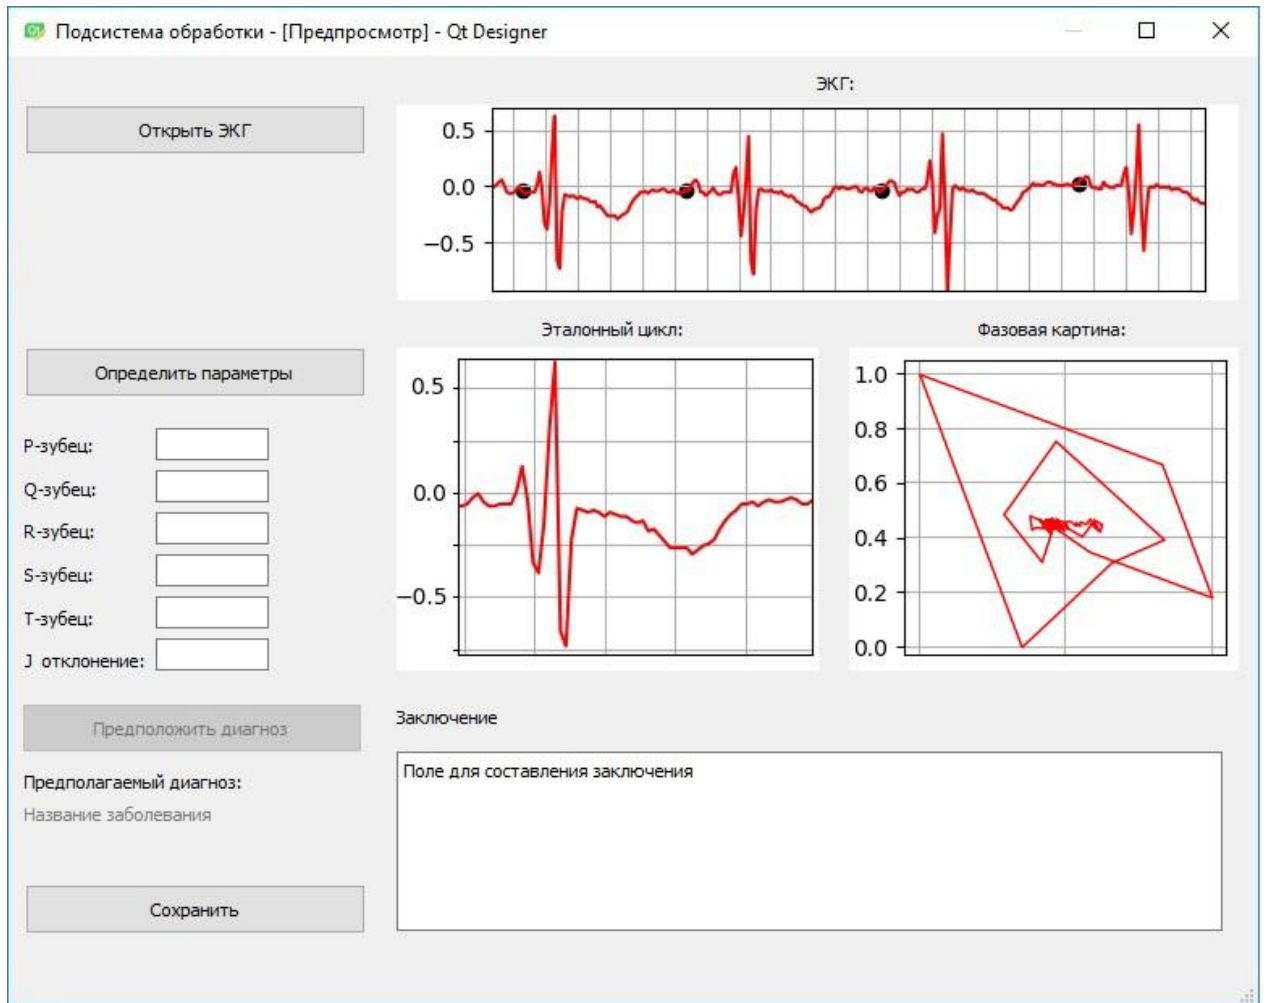 Подсистема обработки - [Предпросмотр] - Qt Designer
ЭКГ:
Открыть ЭКГ
0.5
0.0
−0.5
Эталонный цикл:
Фазовая картина:
Определить параметры
0.5
0.0
−0.5
1.0
0.8
0.6
0.4
0.2
0.0
P-зубец:
Q-зубец:
R-зубец:
S-зубец:
T-зубец:
J отклонение:
Предположить диагноз
Заключение
Предполагаемый диагноз:
Название заболевания
Поле для составления заключения
Сохранить